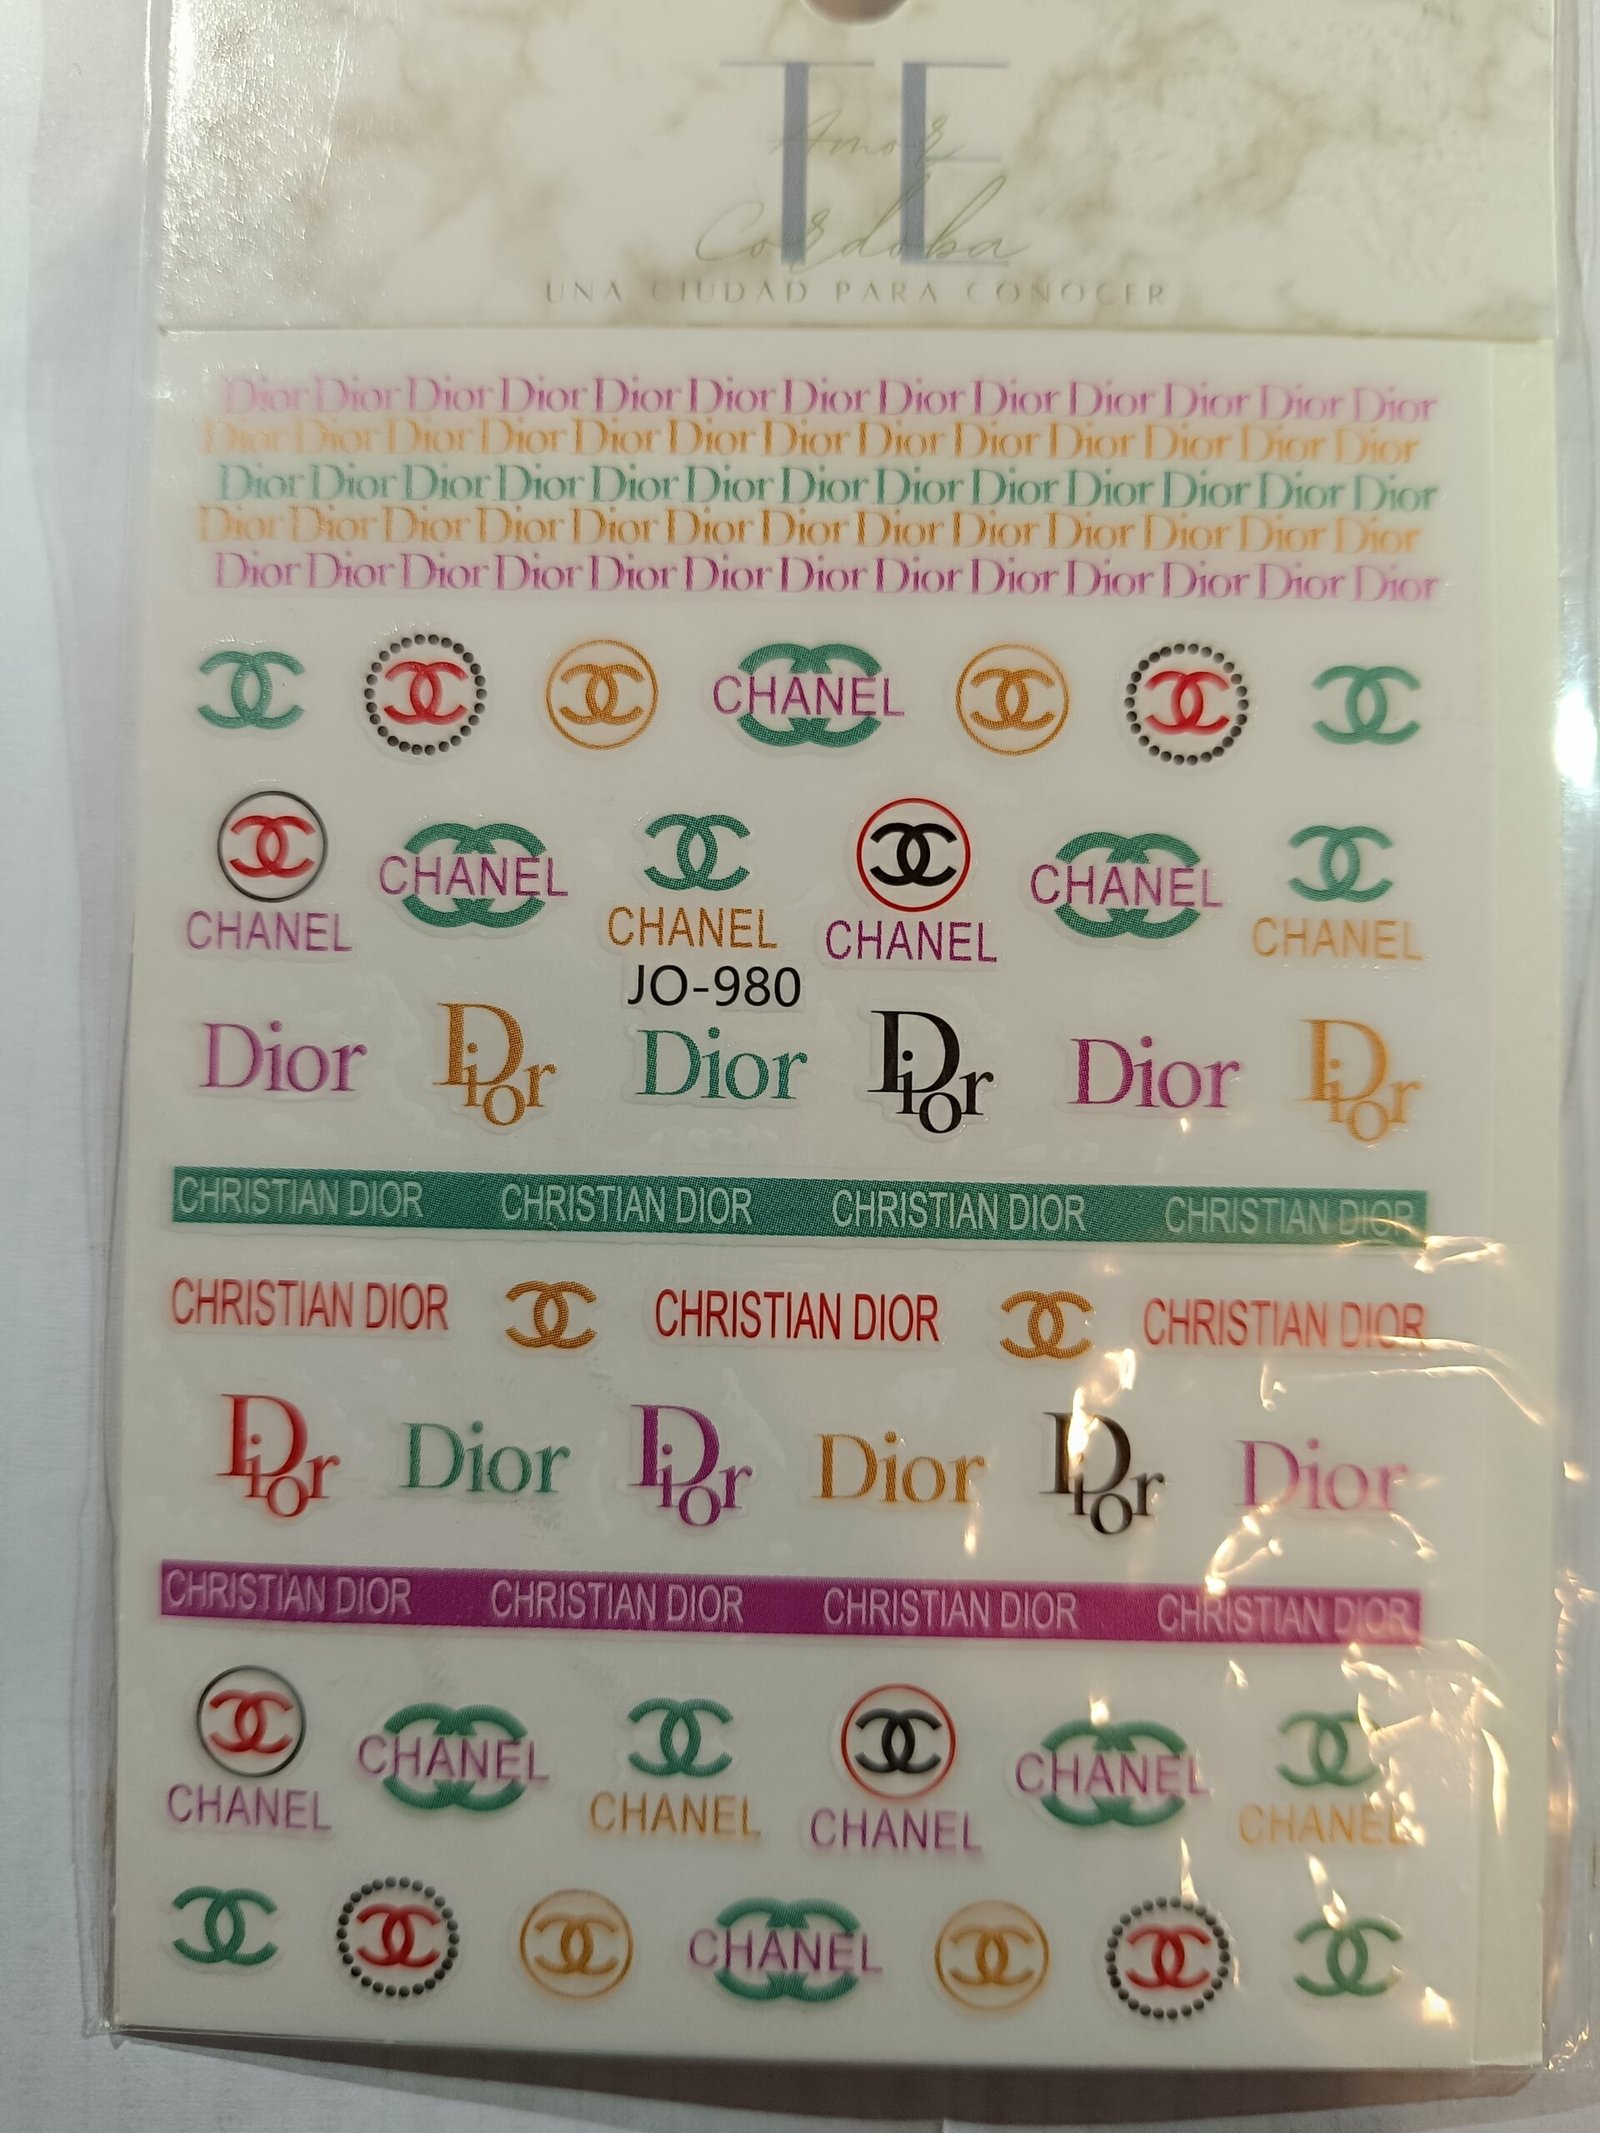 TE
Amor
Cordoba
UNA CIUDAD PARA CONOCER
Dior Dior Dior Dior Dior Dior Dior Dior Dior Dior Dior Dior Dior
Dior Dior Dior Dior Dior Dior Dior Dior Dior Dior Dior Dior Dior
Dior Dior Dior Dior Dior Dior Dior Dior Dior Dior Dior Dior Dior
Dior Dior Dior Dior Dior Dior Dior Dior Dior Dior Dior Dior Dior
Dior Dior Dior Dior Dior Dior Dior Dior Dior Dior Dior Dior Dior
CHANEL
CHANEL CHANEL CHANEL CHANEL CHANEL CHANEL
JO-980
Dior Dior Dior Dior Dior Dior
CHRISTIAN DIOR CHRISTIAN DIOR CHRISTIAN DIOR CHRISTIAN DIOR
CHRISTIAN DIOR CHRISTIAN DIOR CHRISTIAN DIOR
Dior Dior Dior Dior Dior Dior
CHRISTIAN DIOR CHRISTIAN DIOR CHRISTIAN DIOR CHRISTIAN DIOR
CHANEL CHANEL CHANEL CHANEL CHANEL CHANEL
CHANEL